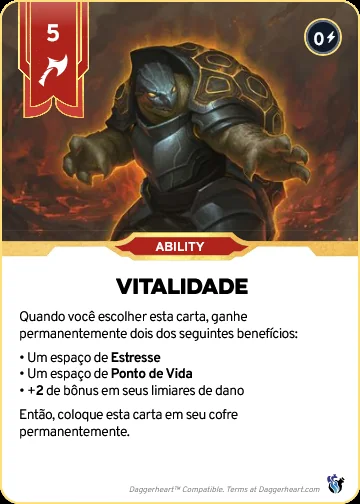 5
0
ABILITY
VITALIDADE
Quando você escolher esta carta, ganhe
permanentemente dois dos seguintes benefícios:
• Um espaço de Estresse
• Um espaço de Ponto de Vida
• +2 de bônus em seus limiares de dano
Então, coloque esta carta em seu cofre
permanentemente.
Daggerheart™ Compatible. Terms at Daggerheart.com